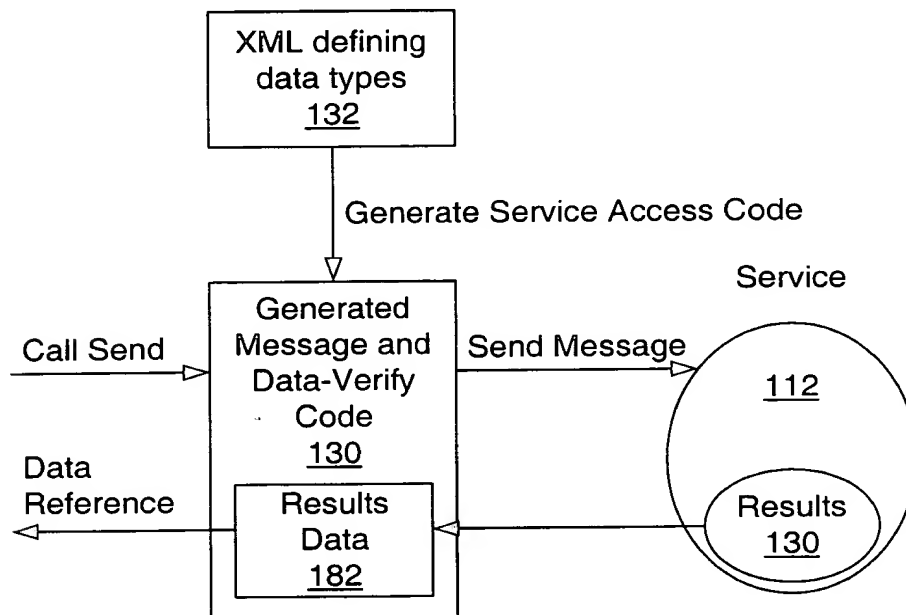 XML defining
data types
132
Generate Service Access Code
Service
Generated
Message and
Data-Verify
Code
130
Call Send
Send Message
112
Data
Reference
Results
Data
182
Results
130